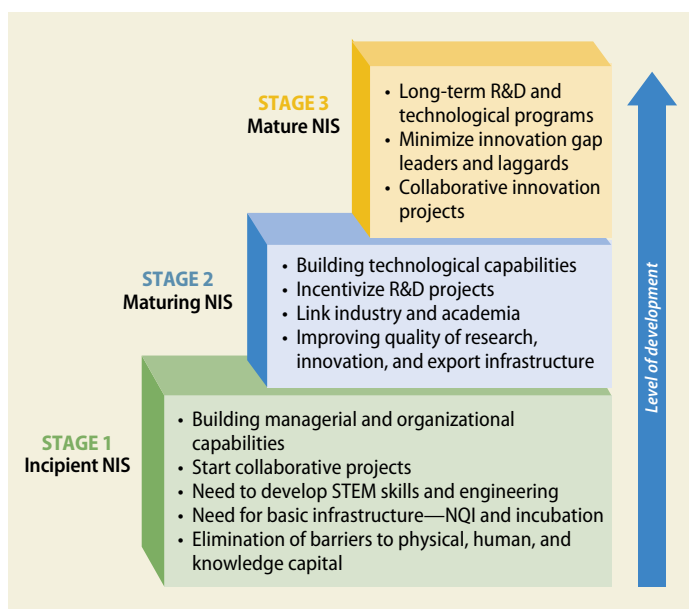 STAGE 3
Mature NIS
• Long-term R&D and
technological programs
• Minimize innovation gap
leaders and laggards
• Collaborative innovation
projects
STAGE 2
Maturing NIS
• Building technological capabilities
• Incentivize R&D projects
• Link industry and academia
• Improving quality of research,
innovation, and export infrastructure
STAGE 1
Incipient NIS
• Building managerial and organizational
capabilities
• Start collaborative projects
• Need to develop STEM skills and engineering
• Need for basic infrastructure—NQI and incubation
• Elimination of barriers to physical, human, and
knowledge capital
Level of development